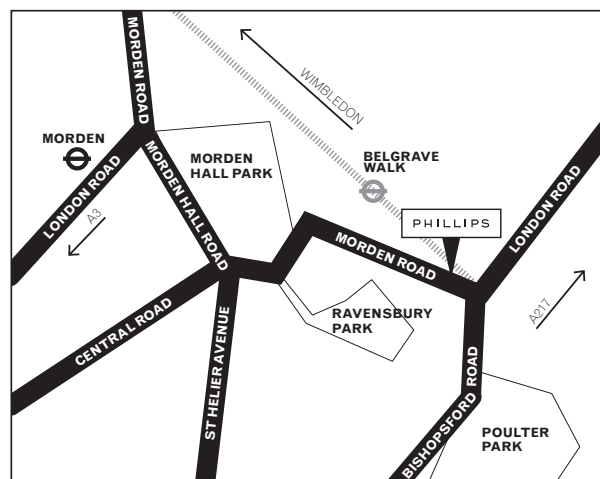 MORDEN ROAD
WIMBLEDON
MORDEN
LONDON ROAD
MORDEN HALL ROAD
MORDEN
HALL PARK
BELGRAVE
WALK
LONDON ROAD
A3
PHILLIPS
MORDEN ROAD
CENTRAL ROAD
ST HELIER AVENUE
RAVENSBURY
PARK
A217
BISHOPSFORD ROAD
POULTER
PARK